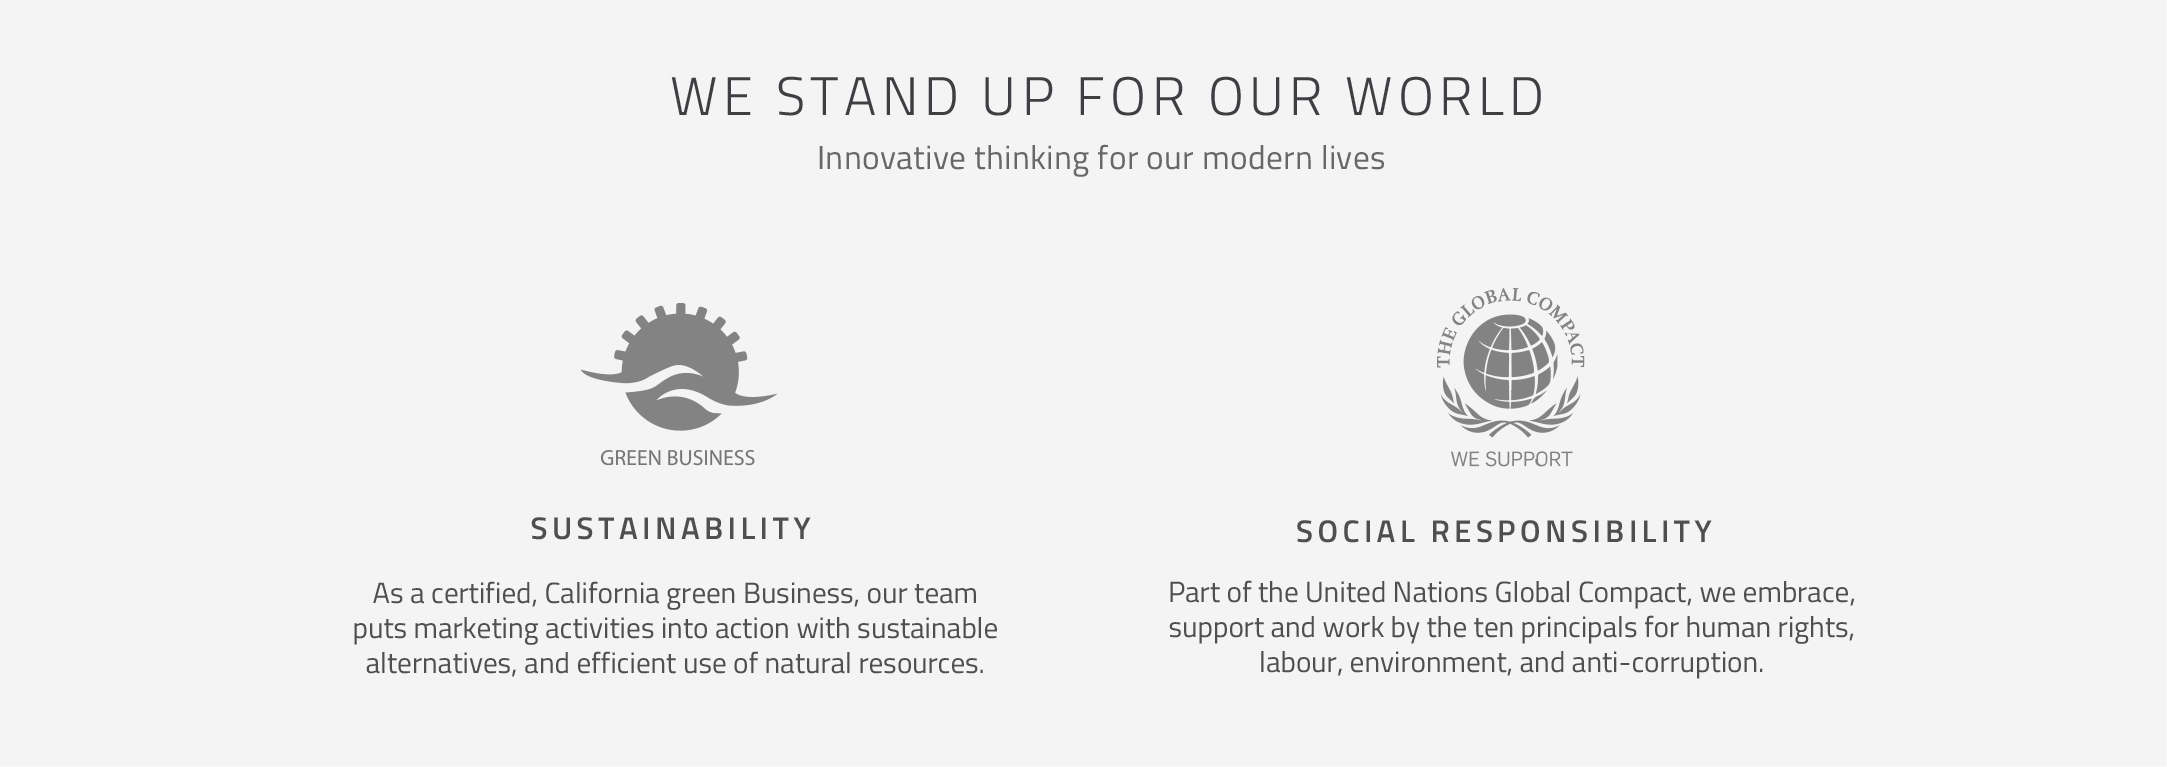 WE STAND UP FOR OUR WORLD
Innovative thinking for our modern lives
GREEN BUSINESS
SUSTAINABILITY
As a certified, California green Business, our team
puts marketing activities into action with sustainable
alternatives, and efficient use of natural resources.
THE GLOBAL COMPACT
WE SUPPORT
SOCIAL RESPONSIBILITY
Part of the United Nations Global Compact, we embrace,
support and work by the ten principals for human rights,
labour, environment, and anti-corruption.